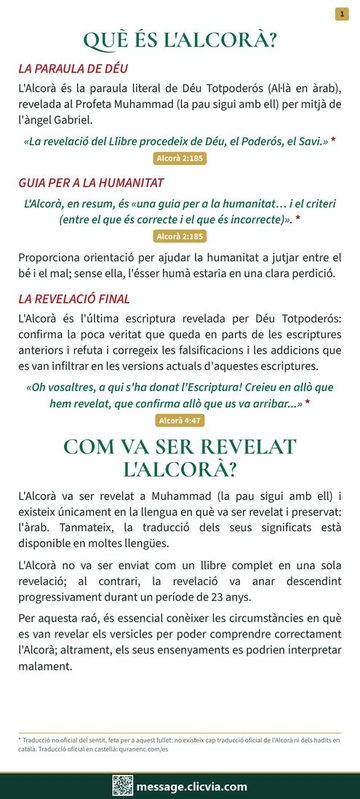 1
QUÈ ÉS L'ALCORÀ?
LA PARAULA DE DÉU
L'Alcorà és la paraula literal de Déu Totpoderós (Al·là en àrab),
revelada al Profeta Muhammad (la pau sigui amb ell) per mitjà de
l'àngel Gabriel.
«La revelació del Llibre procedeix de Déu, el Poderós, el Savi.» *
Alcorà 2:185
GUIA PER A LA HUMANITAT
L'Alcorà, en resum, és «una guia per a la humanitat… i el criteri
(entre el que és correcte i el que és incorrecte)». *
Alcorà 2:185
Proporciona orientació per ajudar la humanitat a jutjar entre el
bé i el mal; sense ella, l'ésser humà estaria en una clara perdició.
LA REVELACIÓ FINAL
L'Alcorà és l'última escriptura revelada per Déu Totpoderós:
confirma la poca veritat que queda en parts de les escriptures
anteriors i refuta i corregeix les falsificacions i les addicions que
es van infiltrar en les versions actuals d'aquestes escriptures.
«Oh vosaltres, a qui s'ha donat l'Escriptura! Creieu en allò que
hem revelat, que confirma allò que us va arribar...» *
Alcorà 4:47
COM VA SER REVELAT
L'ALCORÀ?
L'Alcorà va ser revelat a Muhammad (la pau sigui amb ell) i
existeix únicament en la llengua en què va ser revelat i preservat:
l'àrab. Tanmateix, la traducció dels seus significats està
disponible en moltes llengües.
L'Alcorà no va ser enviat com un llibre complet en una sola
revelació; al contrari, la revelació va anar descendint
progressivament durant un període de 23 anys.
Per aquesta raó, és essencial conèixer les circumstàncies en què
es van revelar els versicles per poder comprendre correctament
l'Alcorà; altrament, els seus ensenyaments es podrien interpretar
malament.
* Traducció no oficial del sentit, feta per a aquest fullet: no existeix cap traducció oficial de l'Alcorà ni dels hadits en
català. Traducció oficial en castellà: quranenc.com/es
message.clicvia.com